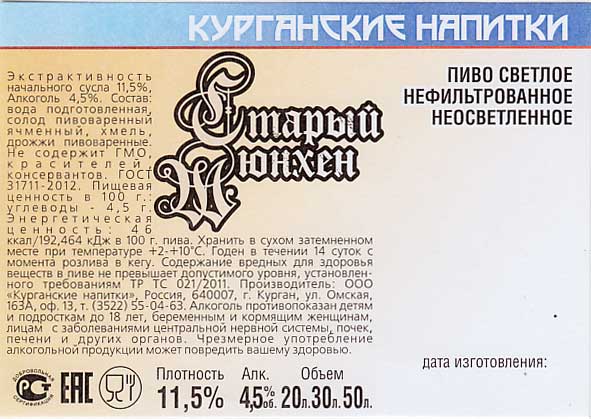 КУРГАНСКИЕ НАПИТКИ
Экстрактивность
начального сусла 11,5%,
Алкоголь 4,5%. Состав:
вода подготовленная,
солод пивоваренный
ячменный, хмель,
дрожжи пивоваренные.
Не содержит ГМО,
красителей,
консервантов. ГОСТ
31711-2012. Пищевая
ценность в 100 г.:
углеводы - 4,5 г.
Энергетическая
ценность: 46
ккал/192,464 кДж в 100 г. пива. Хранить в сухом затемненном
месте при температуре +2-+10°С. Годен в течении 14 суток с
момента розлива в кегу. Содержание вредных для здоровья
веществ в пиве не превышает допустимого уровня, установлен-
ного требованиям ТР ТС 021/2011. Производитель: ООО
«Курганские напитки», Россия, 640007, г. Курган, ул. Омская,
163А, оф. 13, т. (3522) 55-04-63. Алкоголь противопоказан детям
и подросткам до 18 лет, беременным и кормящим женщинам,
лицам с заболеваниями центральной нервной системы, почек,
печени и других органов. Чрезмерное употребление
алкогольной продукции может повредить вашему здоровью.
Старый
Мюнхен
ПИВО СВЕТЛОЕ
НЕФИЛЬТРОВАННОЕ
НЕОСВЕТЛЕННОЕ
дата изготовления:
ДОБРОВОЛЬНАЯ
РСТ
СЕРТИФИКАЦИЯ
ЕАС
Плотность Алк. Объем
11,5% 4,5%об. 20л.30л.50л.